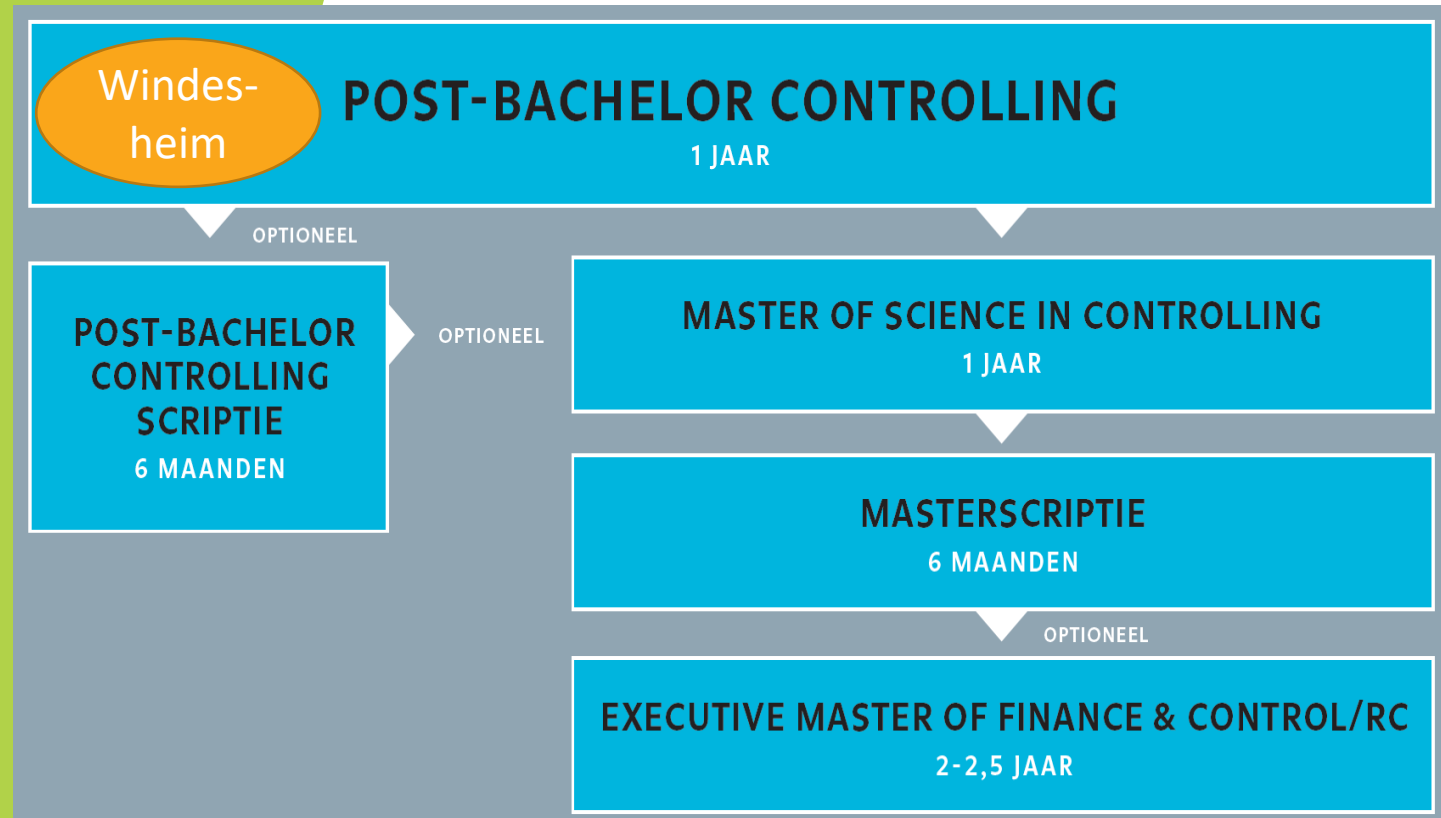 Windes-
heim
POST-BACHELOR CONTROLLING
1 JAAR
OPTIONEEL
POST-BACHELOR
CONTROLLING
SCRIPTIE
6 MAANDEN
OPTIONEEL
MASTER OF SCIENCE IN CONTROLLING
1 JAAR
MASTERSCRIPTIE
6 MAANDEN
OPTIONEEL
EXECUTIVE MASTER OF FINANCE & CONTROL/RC
2-2,5 JAAR